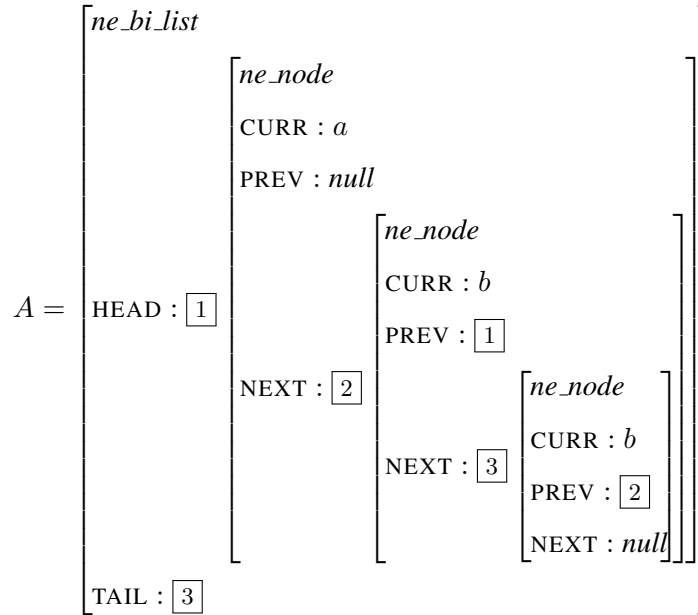 ne_bi_list
ne_node
CURR : a
PREV : null
ne_node
CURR : b
A = HEAD : 1
PREV : 1
NEXT : 2
ne_node
CURR : b
NEXT : 3
PREV : 2
NEXT : null
TAIL : 3